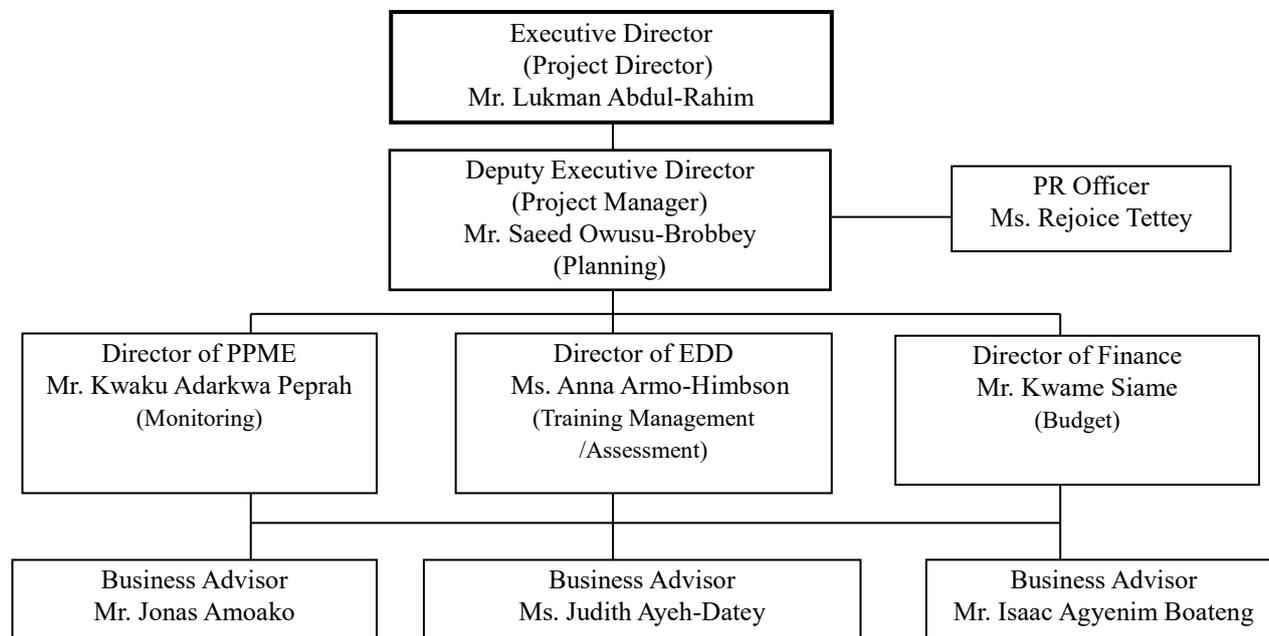 Executive Director
(Project Director)
Mr. Lukman Abdul-Rahim
Deputy Executive Director
(Project Manager)
Mr. Saeed Owusu-Brobbey
(Planning)
PR Officer
Ms. Rejoice Tettey
Director of PPME
Mr. Kwaku Adarkwa Peprah
(Monitoring)
Director of EDD
Ms. Anna Armo-Himbson
(Training Management
/Assessment)
Director of Finance
Mr. Kwame Siame
(Budget)
Business Advisor
Mr. Jonas Amoako
Business Advisor
Ms. Judith Ayeh-Datey
Business Advisor
Mr. Isaac Agyenim Boateng